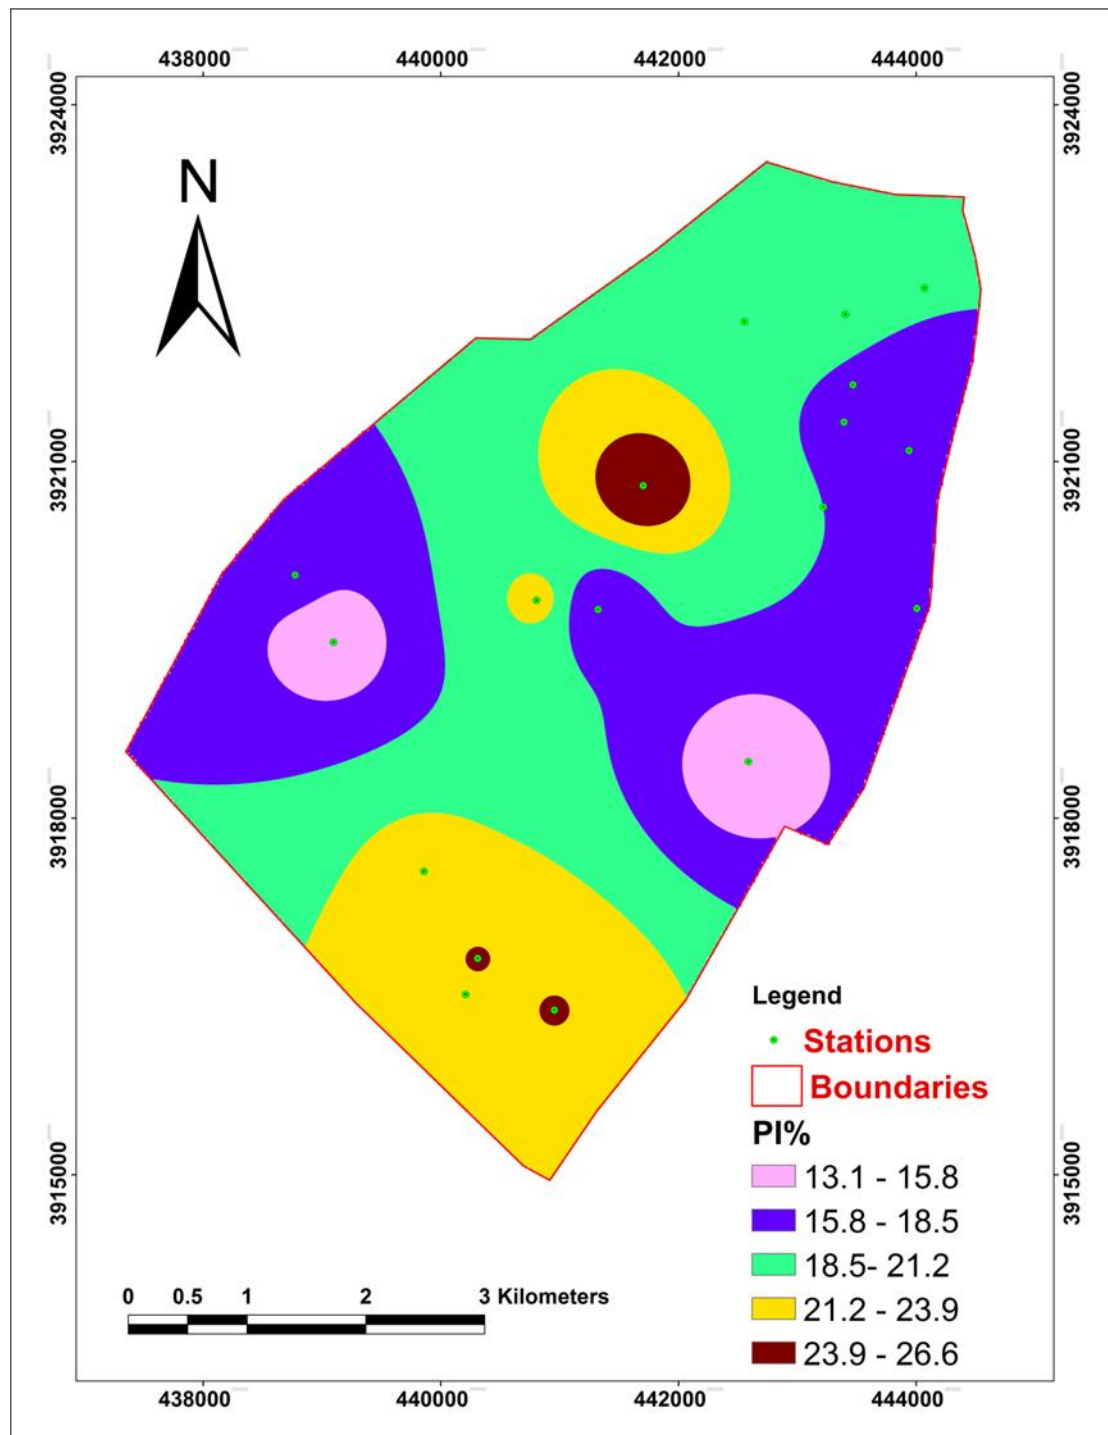 438000 440000 442000 444000
3924000 3924000
N
3921000 3921000
3918000 3918000
Legend
Stations
Boundaries
PI%
3915000 3915000
13.1 - 15.8
15.8 - 18.5
18.5- 21.2
0 0.5 1 2 3 Kilometers
21.2 - 23.9
23.9 - 26.6
438000 440000 442000 444000